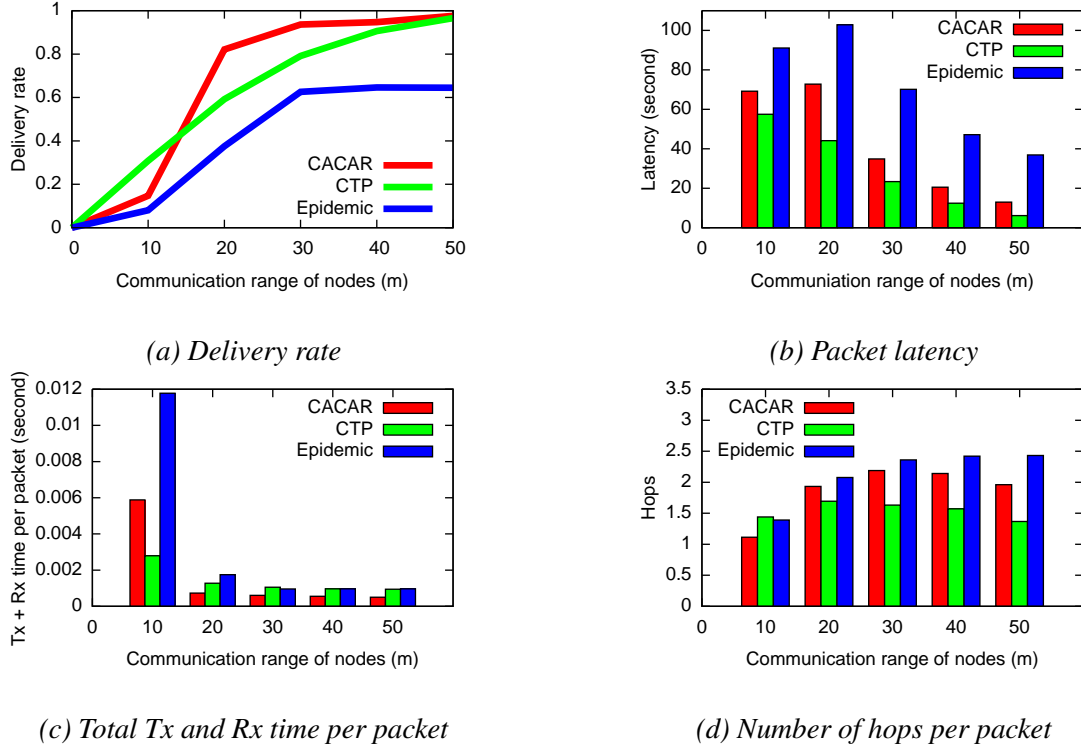 1
0.8
0.6
0.4
0.2
0
Delivery rate
CACAR
CTP
Epidemic
0 10 20 30 40 50
Communication range of nodes (m)
(a) Delivery rate
100
80
60
40
20
0
Latency (second)
CACAR
CTP
Epidemic
0 10 20 30 40 50
Communiation range of nodes (m)
(b) Packet latency
0.012
0.01
0.008
0.006
0.004
0.002
0
Tx + Rx time per packet (second)
CACAR
CTP
Epidemic
0 10 20 30 40 50
Communication range of nodes (m)
(c) Total Tx and Rx time per packet
3.5
3
2.5
2
1.5
1
0.5
0
Hops
CACAR
CTP
Epidemic
0 10 20 30 40 50
Communication range of nodes (m)
(d) Number of hops per packet